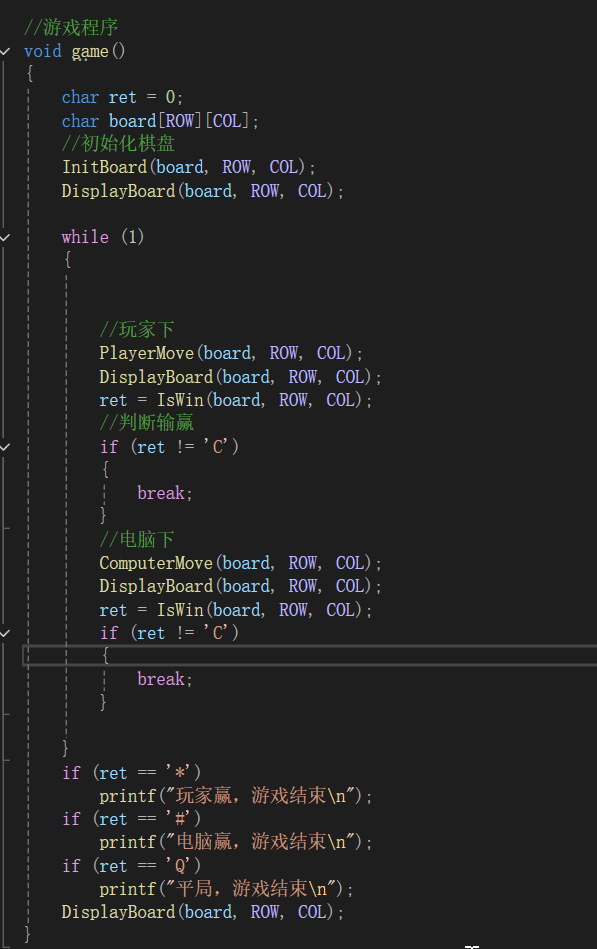 //游戏程序
void game()
{
    char ret = 0;
    char board[ROW][COL];
    //初始化棋盘
    InitBoard(board, ROW, COL);
    DisplayBoard(board, ROW, COL);
    while (1)
    {
        //玩家下
        PlayerMove(board, ROW, COL);
        DisplayBoard(board, ROW, COL);
        ret = IsWin(board, ROW, COL);
        //判断输赢
        if (ret != 'C')
        {
            break;
        }
        //电脑下
        ComputerMove(board, ROW, COL);
        DisplayBoard(board, ROW, COL);
        ret = IsWin(board, ROW, COL);
        if (ret != 'C')
        {
            break;
        }
    }
    if (ret == '*')
        printf("玩家赢，游戏结束\n");
    if (ret == '#')
        printf("电脑赢，游戏结束\n");
    if (ret == 'Q')
        printf("平局，游戏结束\n");
    DisplayBoard(board, ROW, COL);
}